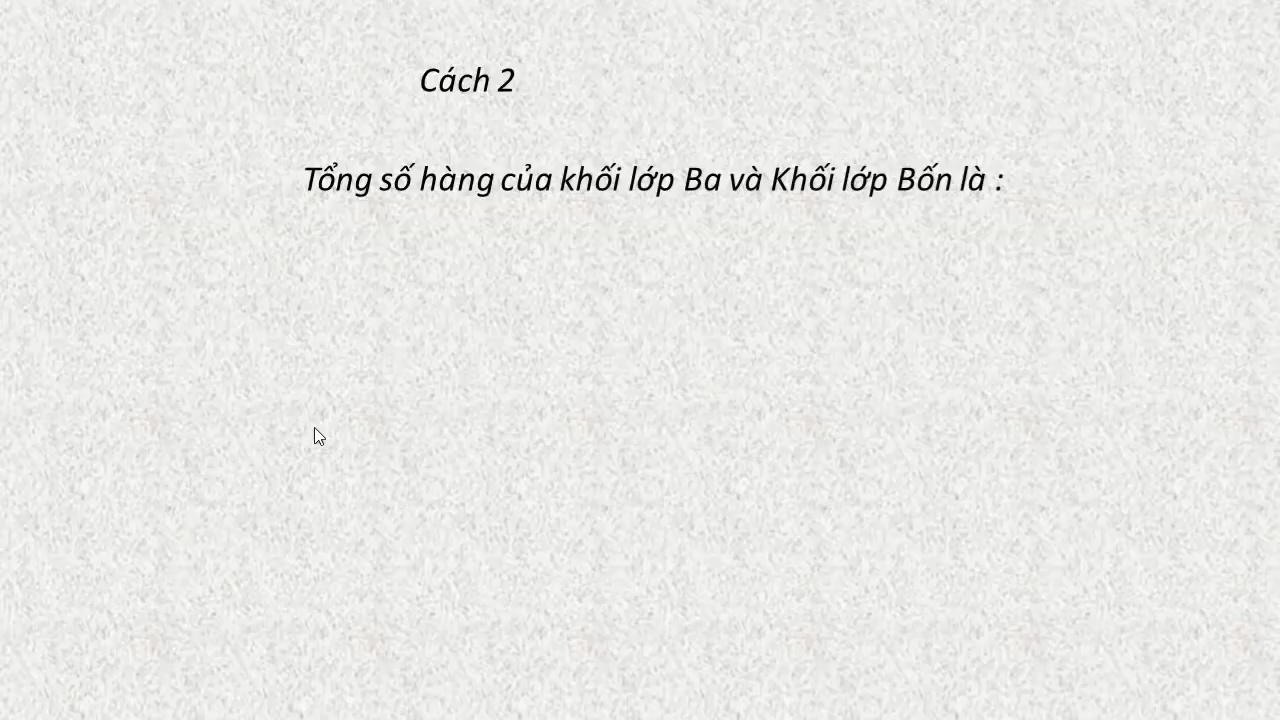 Cách 2
Tổng số hàng của khối lớp Ba và Khối lớp Bốn là :